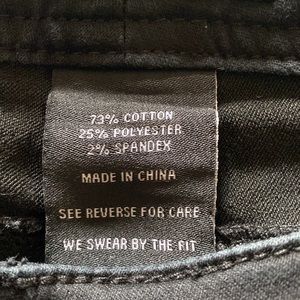 73% COTTON
25% POLYESTER
2% SPANDEX
MADE IN CHINA
SEE REVERSE FOR CARE
WE SWEAR BY THE FIT